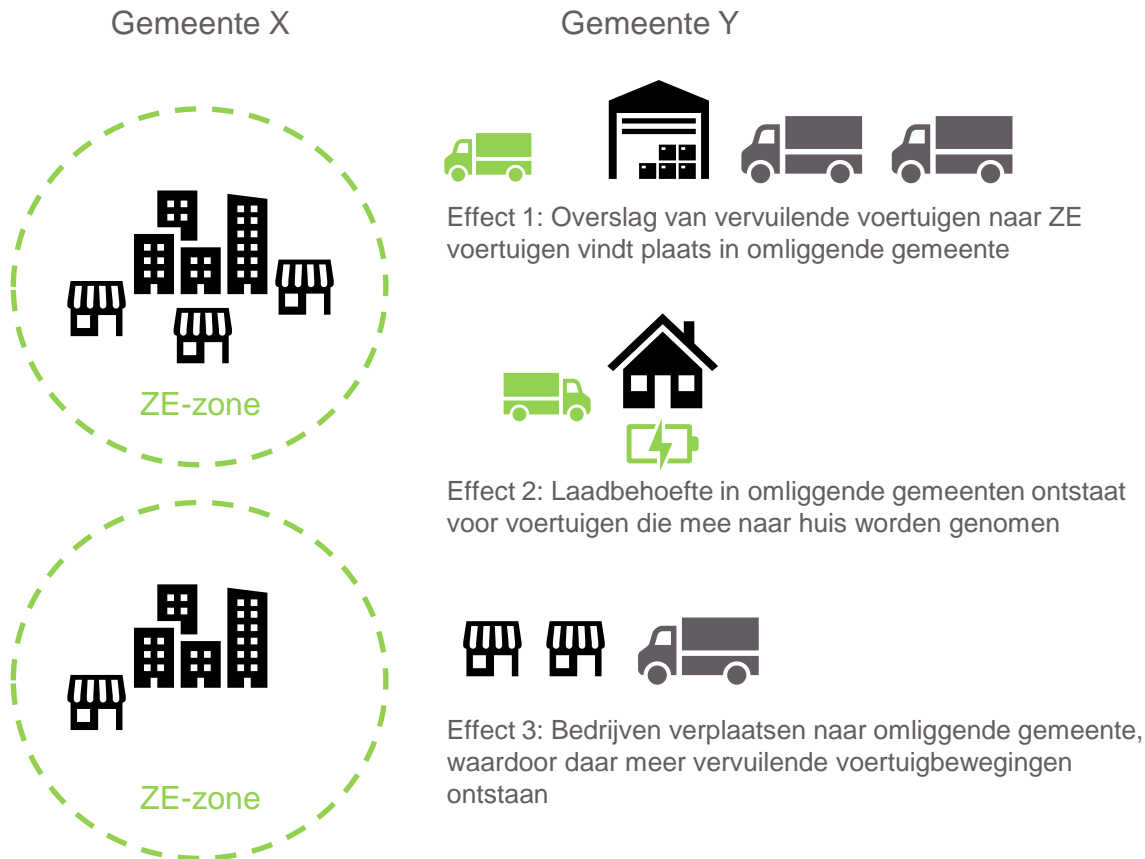 Gemeente X
Gemeente Y
Effect 1: Overslag van vervuilende voertuigen naar ZE
voertuigen vindt plaats in omliggende gemeente
ZE-zone
Effect 2: Laadbehoefte in omliggende gemeenten ontstaat
voor voertuigen die mee naar huis worden genomen
Effect 3: Bedrijven verplaatsen naar omliggende gemeente,
waardoor daar meer vervuilende voertuigbewegingen
ontstaan
ZE-zone